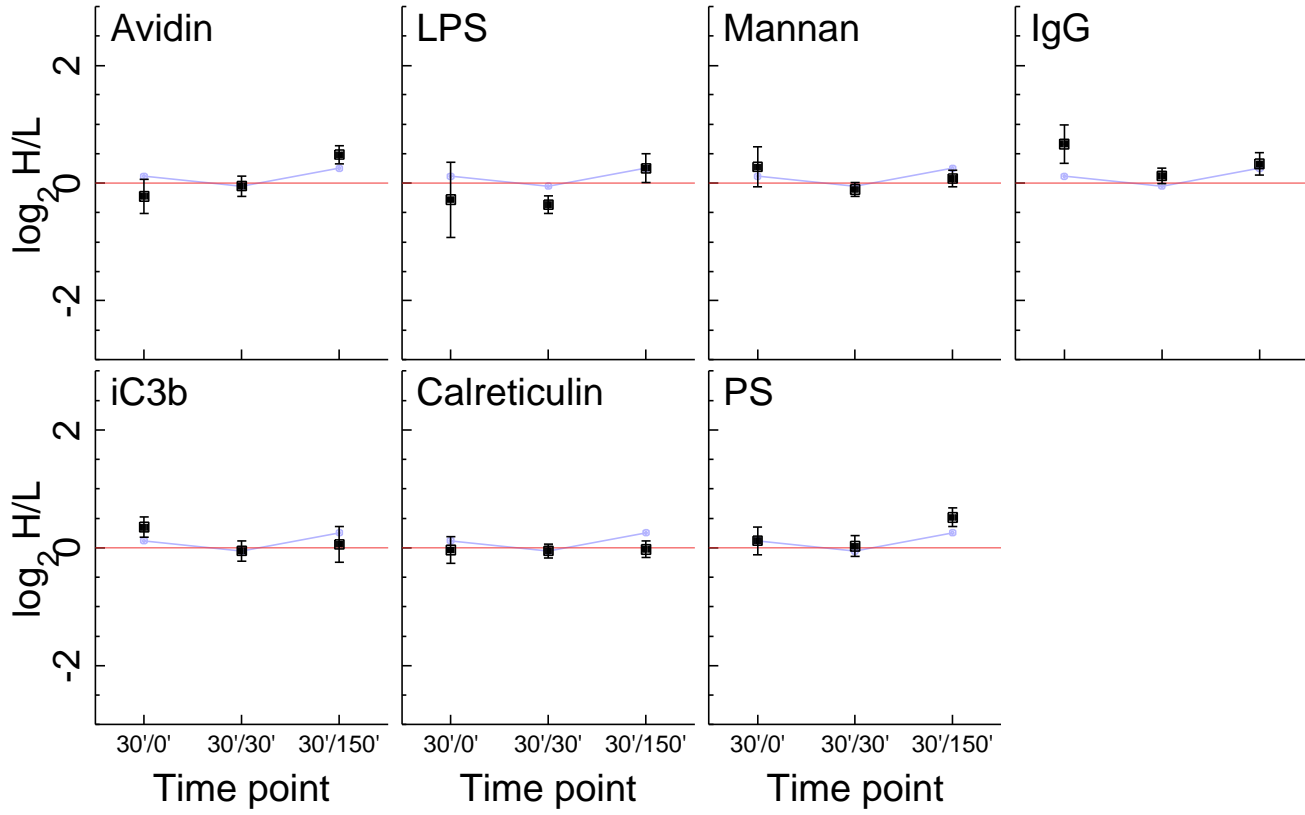 Avidin
LPS
Mannan
IgG
2
0
-2
log2 H/L
iC3b
Calreticulin
PS
2
0
-2
log2 H/L
30'/0' 30'/30' 30'/150'
30'/0' 30'/30' 30'/150'
30'/0' 30'/30' 30'/150'
Time point
Time point
Time point